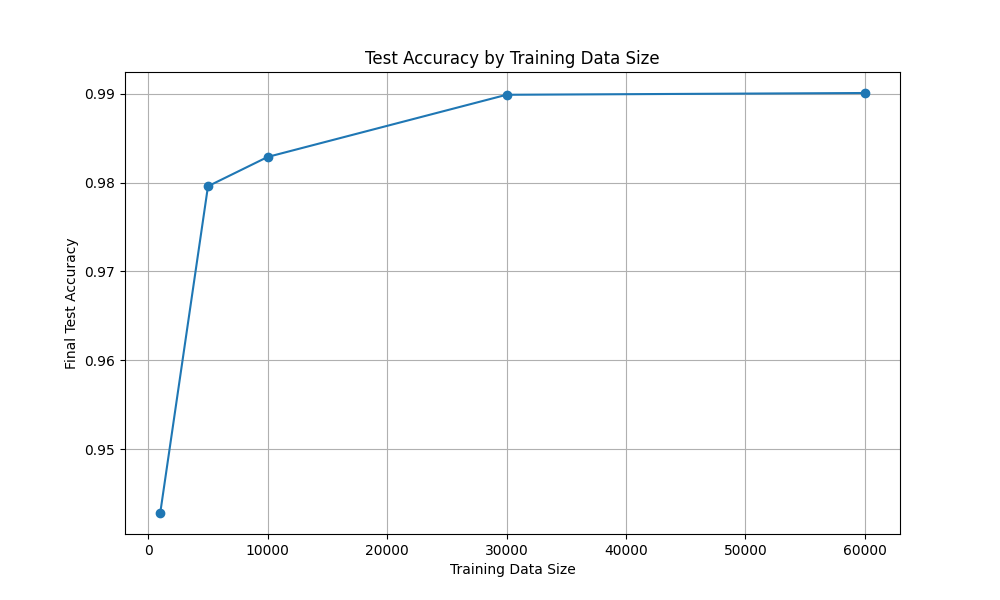 Test Accuracy by Training Data Size
Final Test Accuracy
0.99
0.98
0.97
0.96
0.95
0 10000 20000 30000 40000 50000 60000
Training Data Size